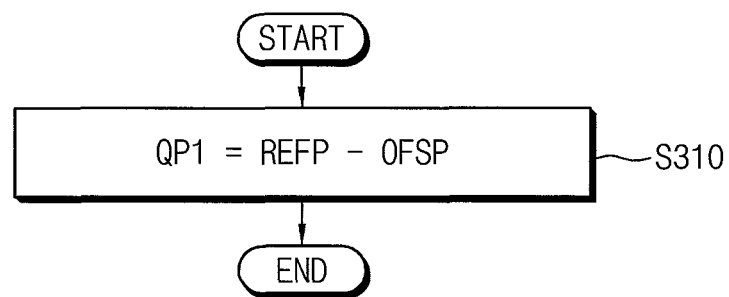 START
QP1 = REFP - OFSP
S310
END